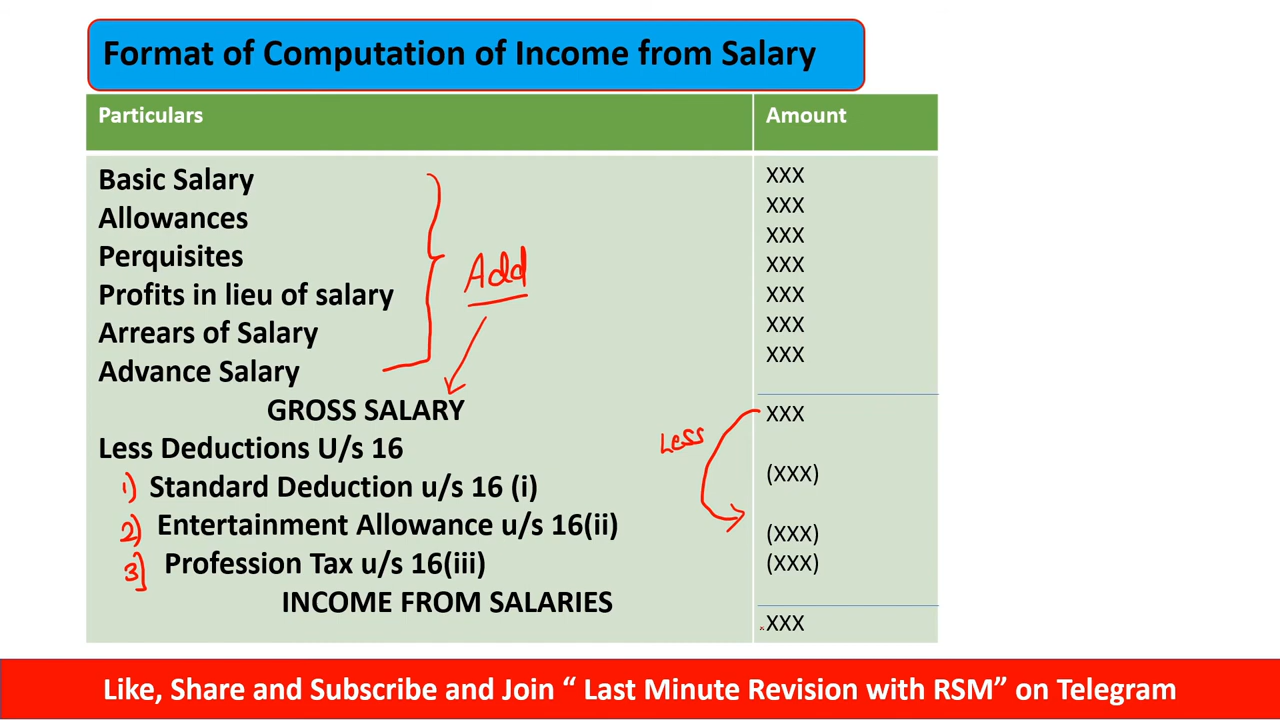 Format of Computation of Income from Salary
Particulars Amount
Basic Salary XXX
Allowances XXX
Perquisites XXX
Profits in lieu of salary XXX
Arrears of Salary XXX
Advance Salary XXX
XXX
Add
GROSS SALARY XXX
Less
Less Deductions U/s 16
1) Standard Deduction u/s 16 (i) (XXX)
2) Entertainment Allowance u/s 16(ii) (XXX)
3) Profession Tax u/s 16(iii) (XXX)
INCOME FROM SALARIES XXX
Like, Share and Subscribe and Join “ Last Minute Revision with RSM” on Telegram